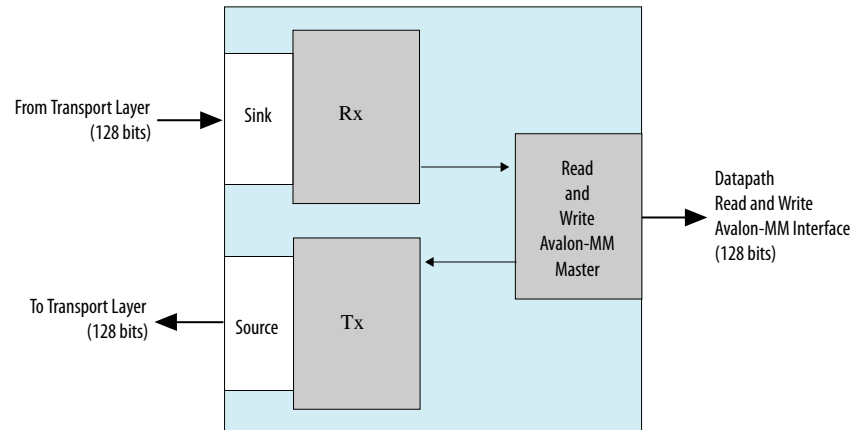 From Transport Layer
(128 bits)
Sink
Rx
Read
and
Write
Avalon-MM
Master
Datapath
Read and Write
Avalon-MM Interface
(128 bits)
To Transport Layer
(128 bits)
Source
Tx